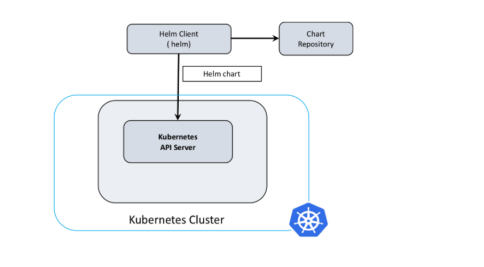 Helm Client
( helm)
Chart
Repository
Helm chart
Kubernetes
API Server
Kubernetes Cluster